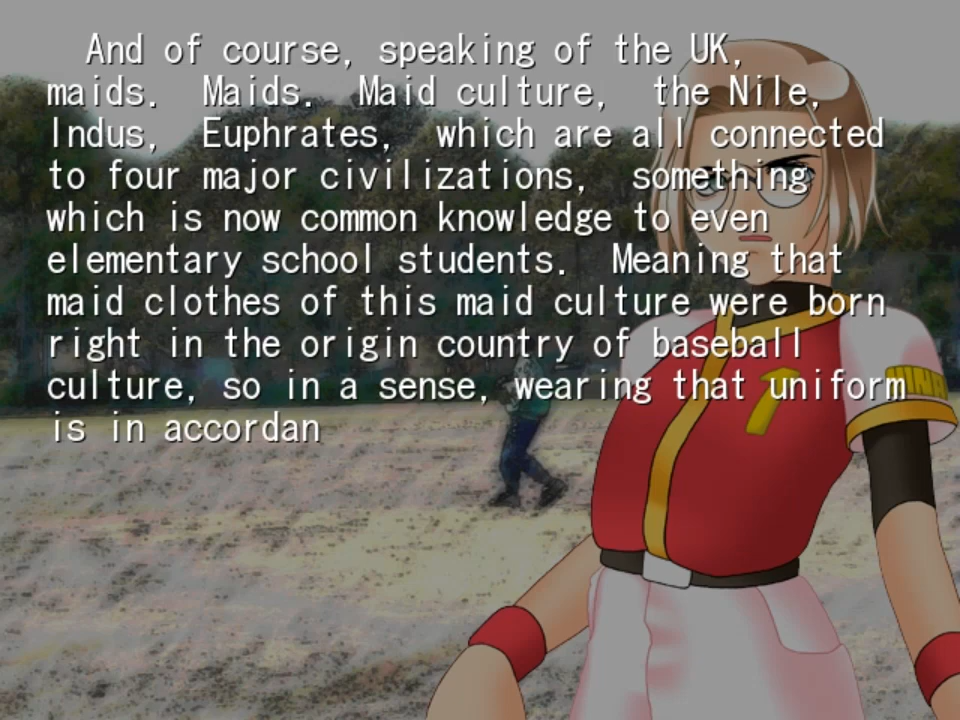 And of course, speaking of the UK,
maids. Maids. Maid culture, the Nile,
Indus, Euphrates, which are all connected
to four major civilizations, something
which is now common knowledge to even
elementary school students. Meaning that
maid clothes of this maid culture were born
right in the origin country of baseball
culture, so in a sense, wearing that uniform
is in accordan